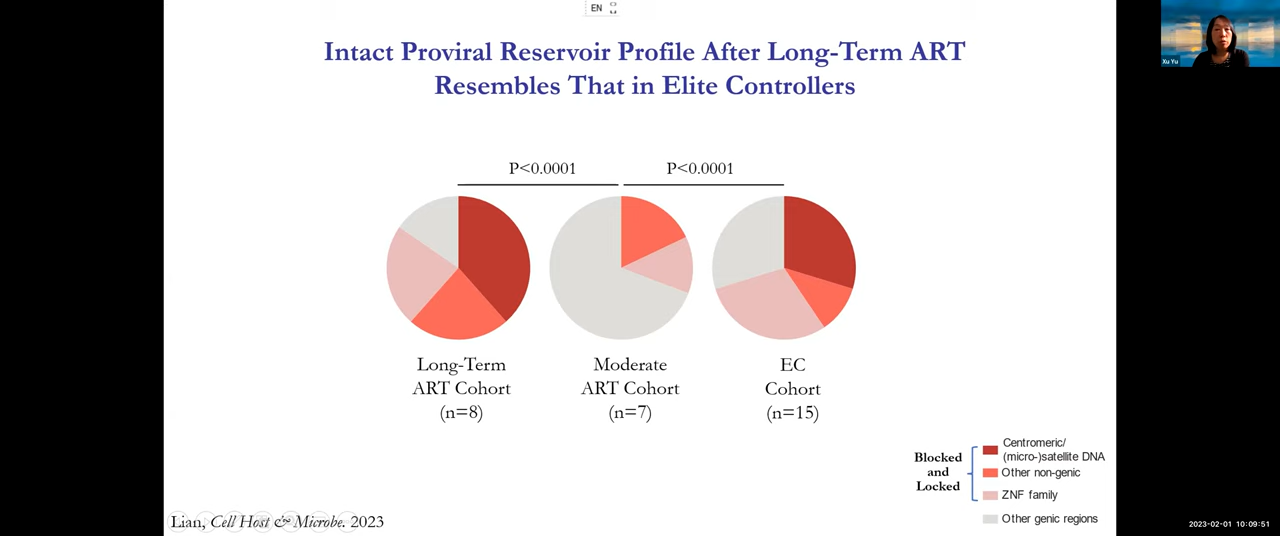 EN
Intact Proviral Reservoir Profile After Long-Term ART
Resembles That in Elite Controllers
Xu Yu
P<0.0001
P<0.0001
Long-Term
ART Cohort
(n=8)
Moderate
ART Cohort
(n=7)
EC
Cohort
(n=15)
Blocked
and
Locked
Centromeric/
(micro-)satellite DNA
Other non-genic
ZNF family
Other genic regions
Lian, Cell Host & Microbe. 2023
2023-02-01 10:09:51